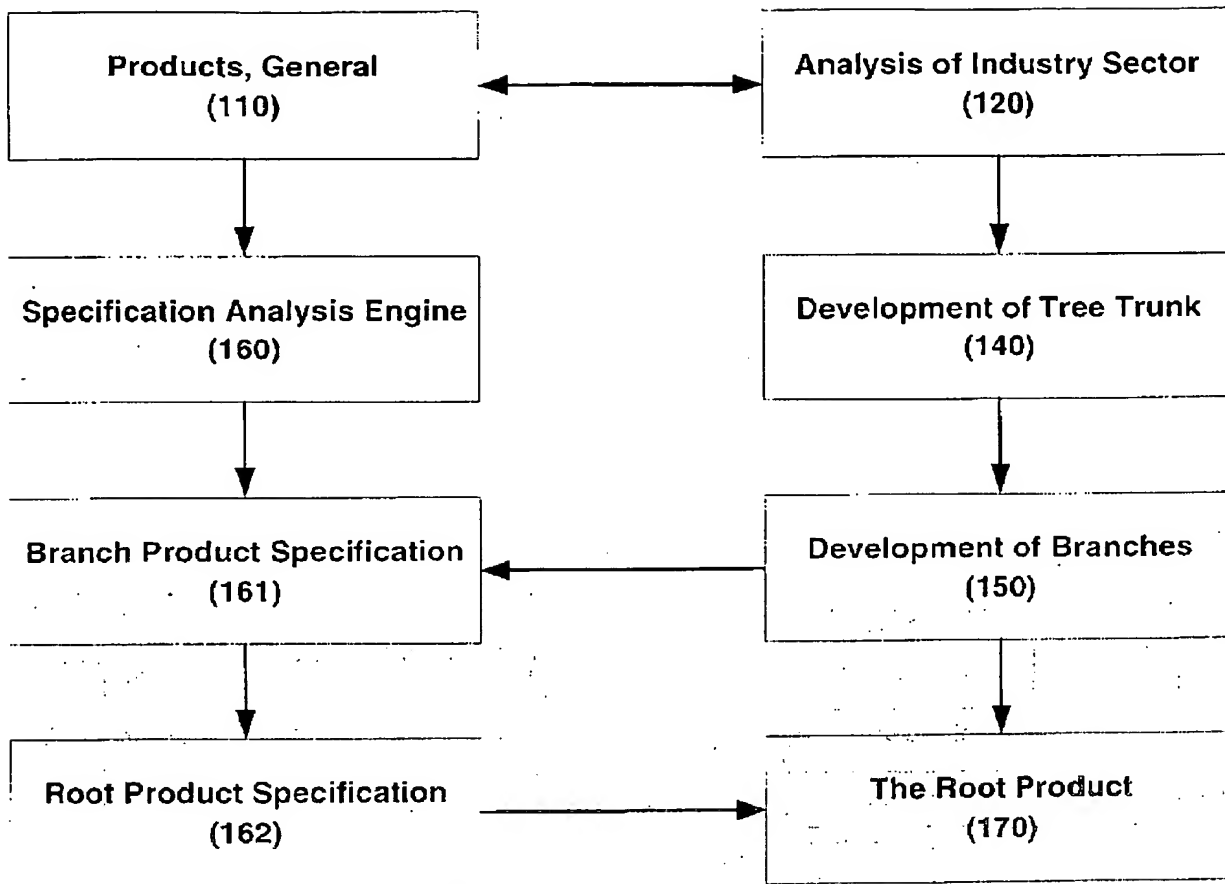 Products, General
(110)
Analysis of Industry Sector
(120)
Specification Analysis Engine
(160)
Development of Tree Trunk
(140)
Branch Product Specification
(161)
Development of Branches
(150)
Root Product Specification
(162)
The Root Product
(170)